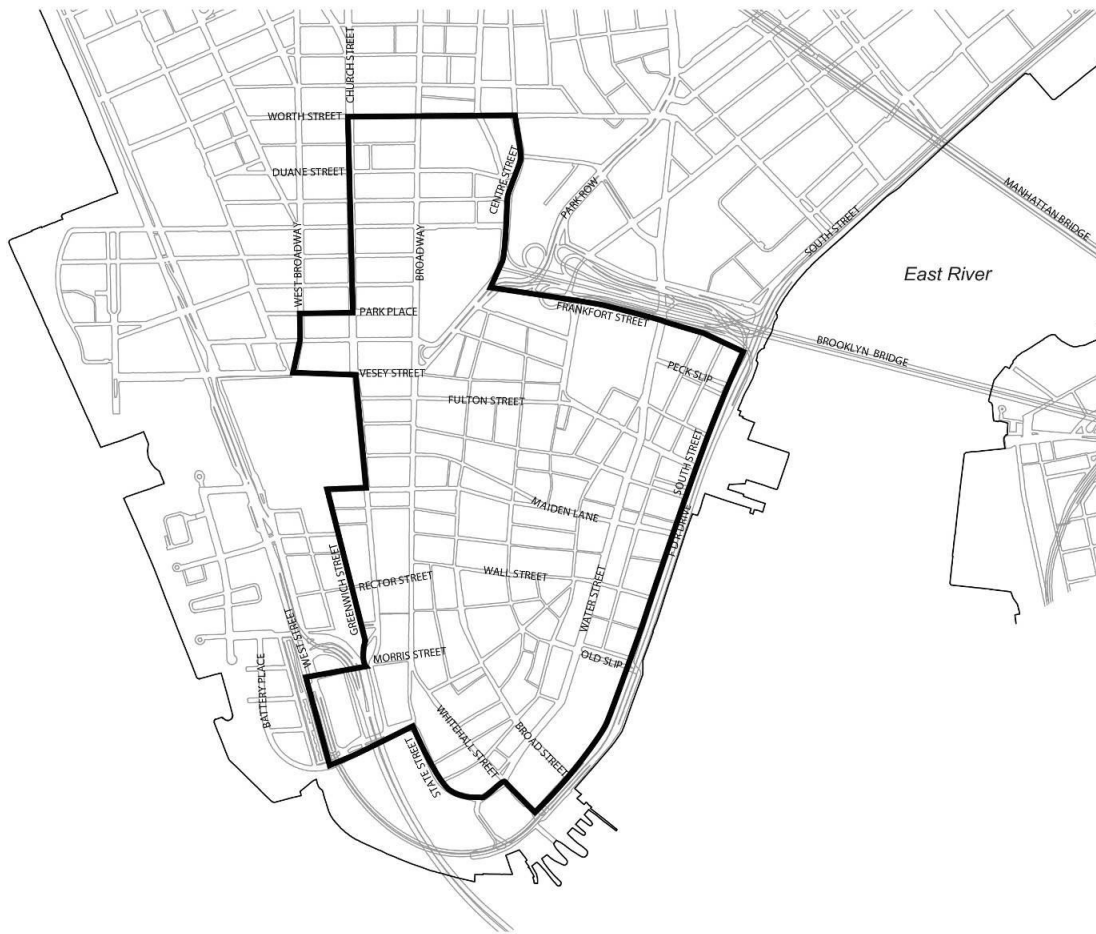 CHURCH STREET
WORTH STREET
DUANE STREET
CENTRE STREET
PARK ROW
MANHATTAN BRIDGE
SOUTH STREET
East River
WEST BROADWAY
BROADWAY
PARK PLACE
FRANKFORT STREET
BROOKLYN BRIDGE
VESEY STREET
PECK SLIP
FULTON STREET
SOUTH STREET
MAIDEN LANE
F D R DRIVE
GREENWICH STREET
RECTOR STREET
WALL STREET
WATER STREET
WEST STREET
MORRIS STREET
OLD SLIP
BATTERY PLACE
WHITEHALL STREET
BROAD STREET
STATE STREET